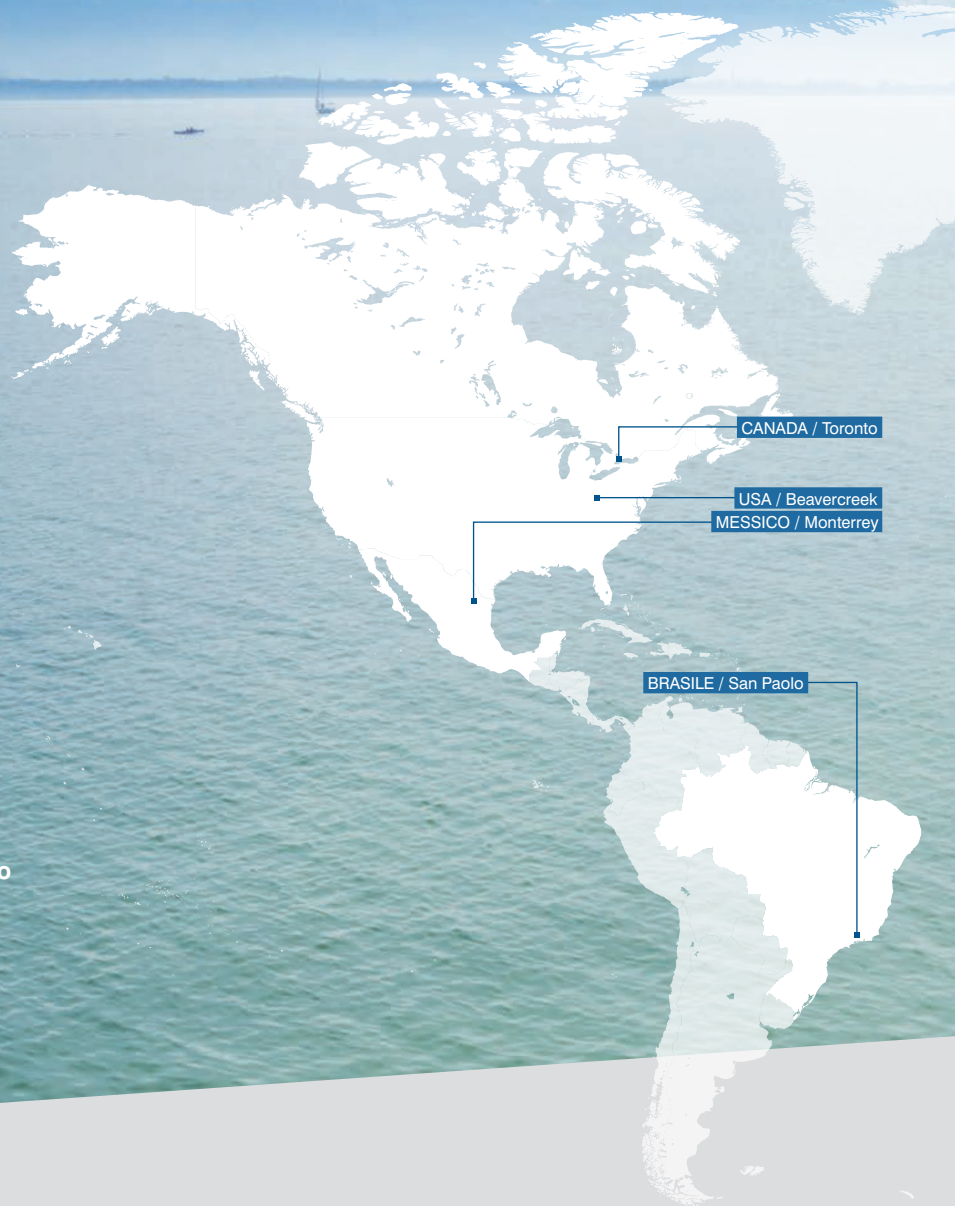 CANADA / Toronto
USA / Beavercreek
MESSICO / Monterrey
BRASILE / San Paolo
o